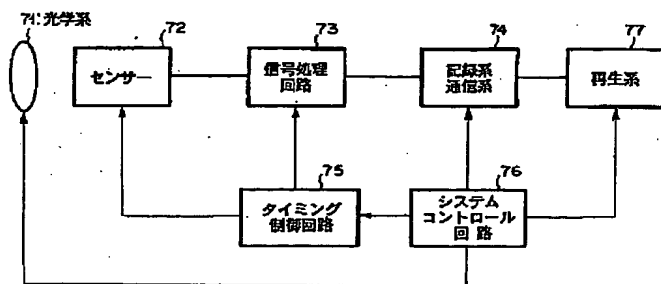 71:光学系
72
センサー
73
信号処理
回路
74
記録系
通信系
77
再生系
75
タイミング
制御回路
76
システム
コントロール
回路